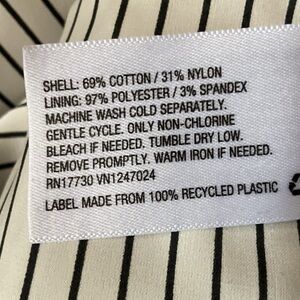 SHELL: 69% COTTON / 31% NYLON
LINING: 97% POLYESTER / 3% SPANDEX
MACHINE WASH COLD SEPARATELY.
GENTLE CYCLE. ONLY NON-CHLORINE
BLEACH IF NEEDED. TUMBLE DRY LOW.
REMOVE PROMPTLY. WARM IRON IF NEEDED.
RN17730 VN1247024
LABEL MADE FROM 100% RECYCLED PLASTIC